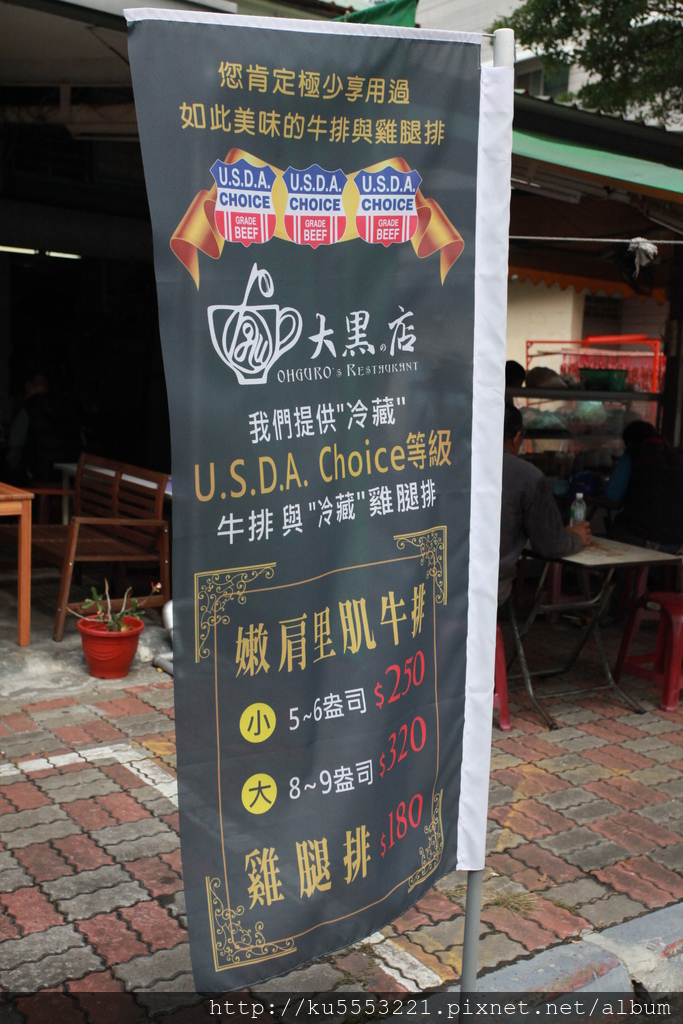 您肯定極少享用過
如此美味的牛排與雞腿排
U.S.D.A. U.S.D.A. U.S.D.A.
CHOICE CHOICE CHOICE
GRADE GRADE GRADE
BEEF BEEF BEEF
大黒の店
OHGURO'S RESTAURANT
我們提供"冷藏"
U.S.D.A. Choice等級
牛排與"冷藏"雞腿排
嫩肩里肌牛排
小 5~6盎司 $250
大 8~9盎司 $320
雞腿排 $180
http://ku5553221.pixnet.net/album